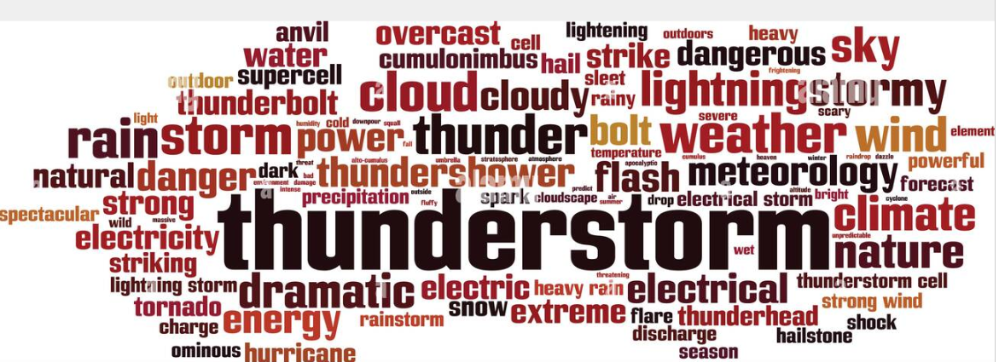 anvil overcast cell lightening outdoors heavy sky
water cumulonimbus hail strike dangerous
frightening
outdoor supercell cloud cloudy sleet lightning stormy
thunderbolt rainy scary
light humidity cold downpour squall severe
rain storm power fall thunder bolt weather wind element
temperature cumulus heaven winter raindrop dazzle powerful
natural danger dark threat alto-cumulus umbrella stratosphere atmosphere apocalyptic
bad thundershower flash meteorology forecast
environment damage intense precipitation outside spark cloudscape predict air drop electrical storm altitude bright cyclone
spectacular strong fluffy summer climate
wild massive thunderstorm
electricity wet unpredictable nature
striking
lightning storm dramatic electric heavy rain threatening electrical thunderstorm cell
tornado snow extreme strong wind
charge energy rainstorm flare thunderhead shock
discharge hailstone
ominous hurricane season